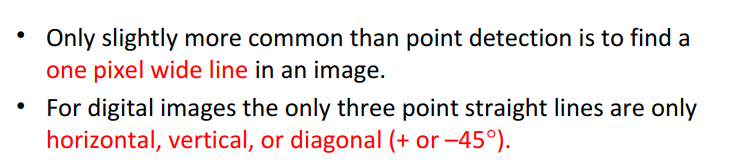 • Only slightly more common than point detection is to find a
one pixel wide line in an image.
• For digital images the only three point straight lines are only
horizontal, vertical, or diagonal (+ or –45°).